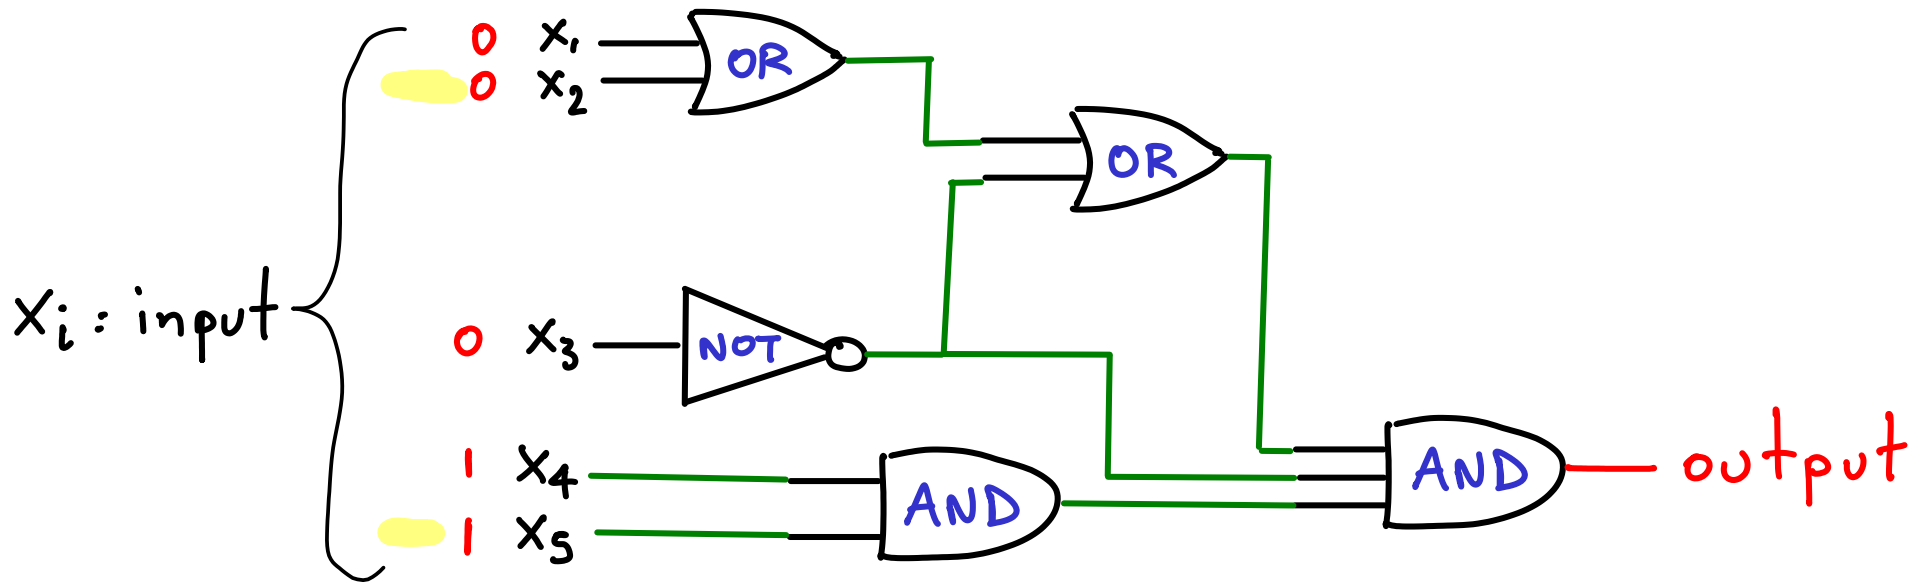 0 X1
OR
0 X2
OR
Xi : input
0 X3
NOT
1 X4
AND
1 X5
AND
output